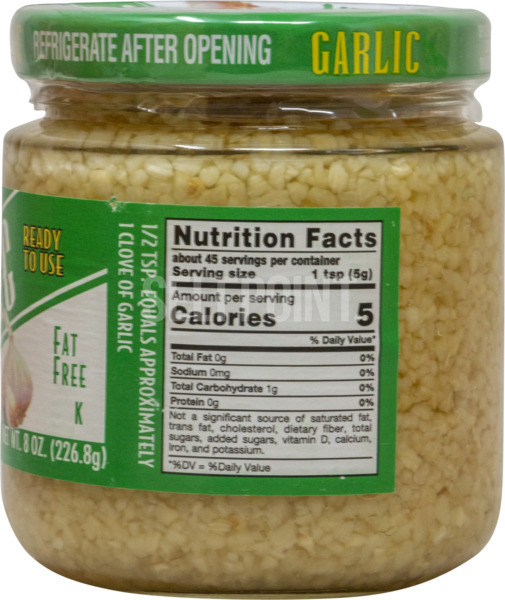 REFRIGERATE AFTER OPENING GARLIC
READY
TO USE
FAT
FREE
K
NET WT. 8 OZ. (226.8g)
1/2 TSP. EQUALS APPROXIMATELY
1 CLOVE OF GARLIC
Nutrition Facts
about 45 servings per container
Serving size 1 tsp (5g)
Amount per serving
Calories 5
% Daily Value*
Total Fat 0g 0%
Sodium 0mg 0%
Total Carbohydrate 1g 0%
Protein 0g 0%
Not a significant source of saturated fat,
trans fat, cholesterol, dietary fiber, total
sugars, added sugars, vitamin D, calcium,
iron, and potassium.
*%DV = %Daily Value